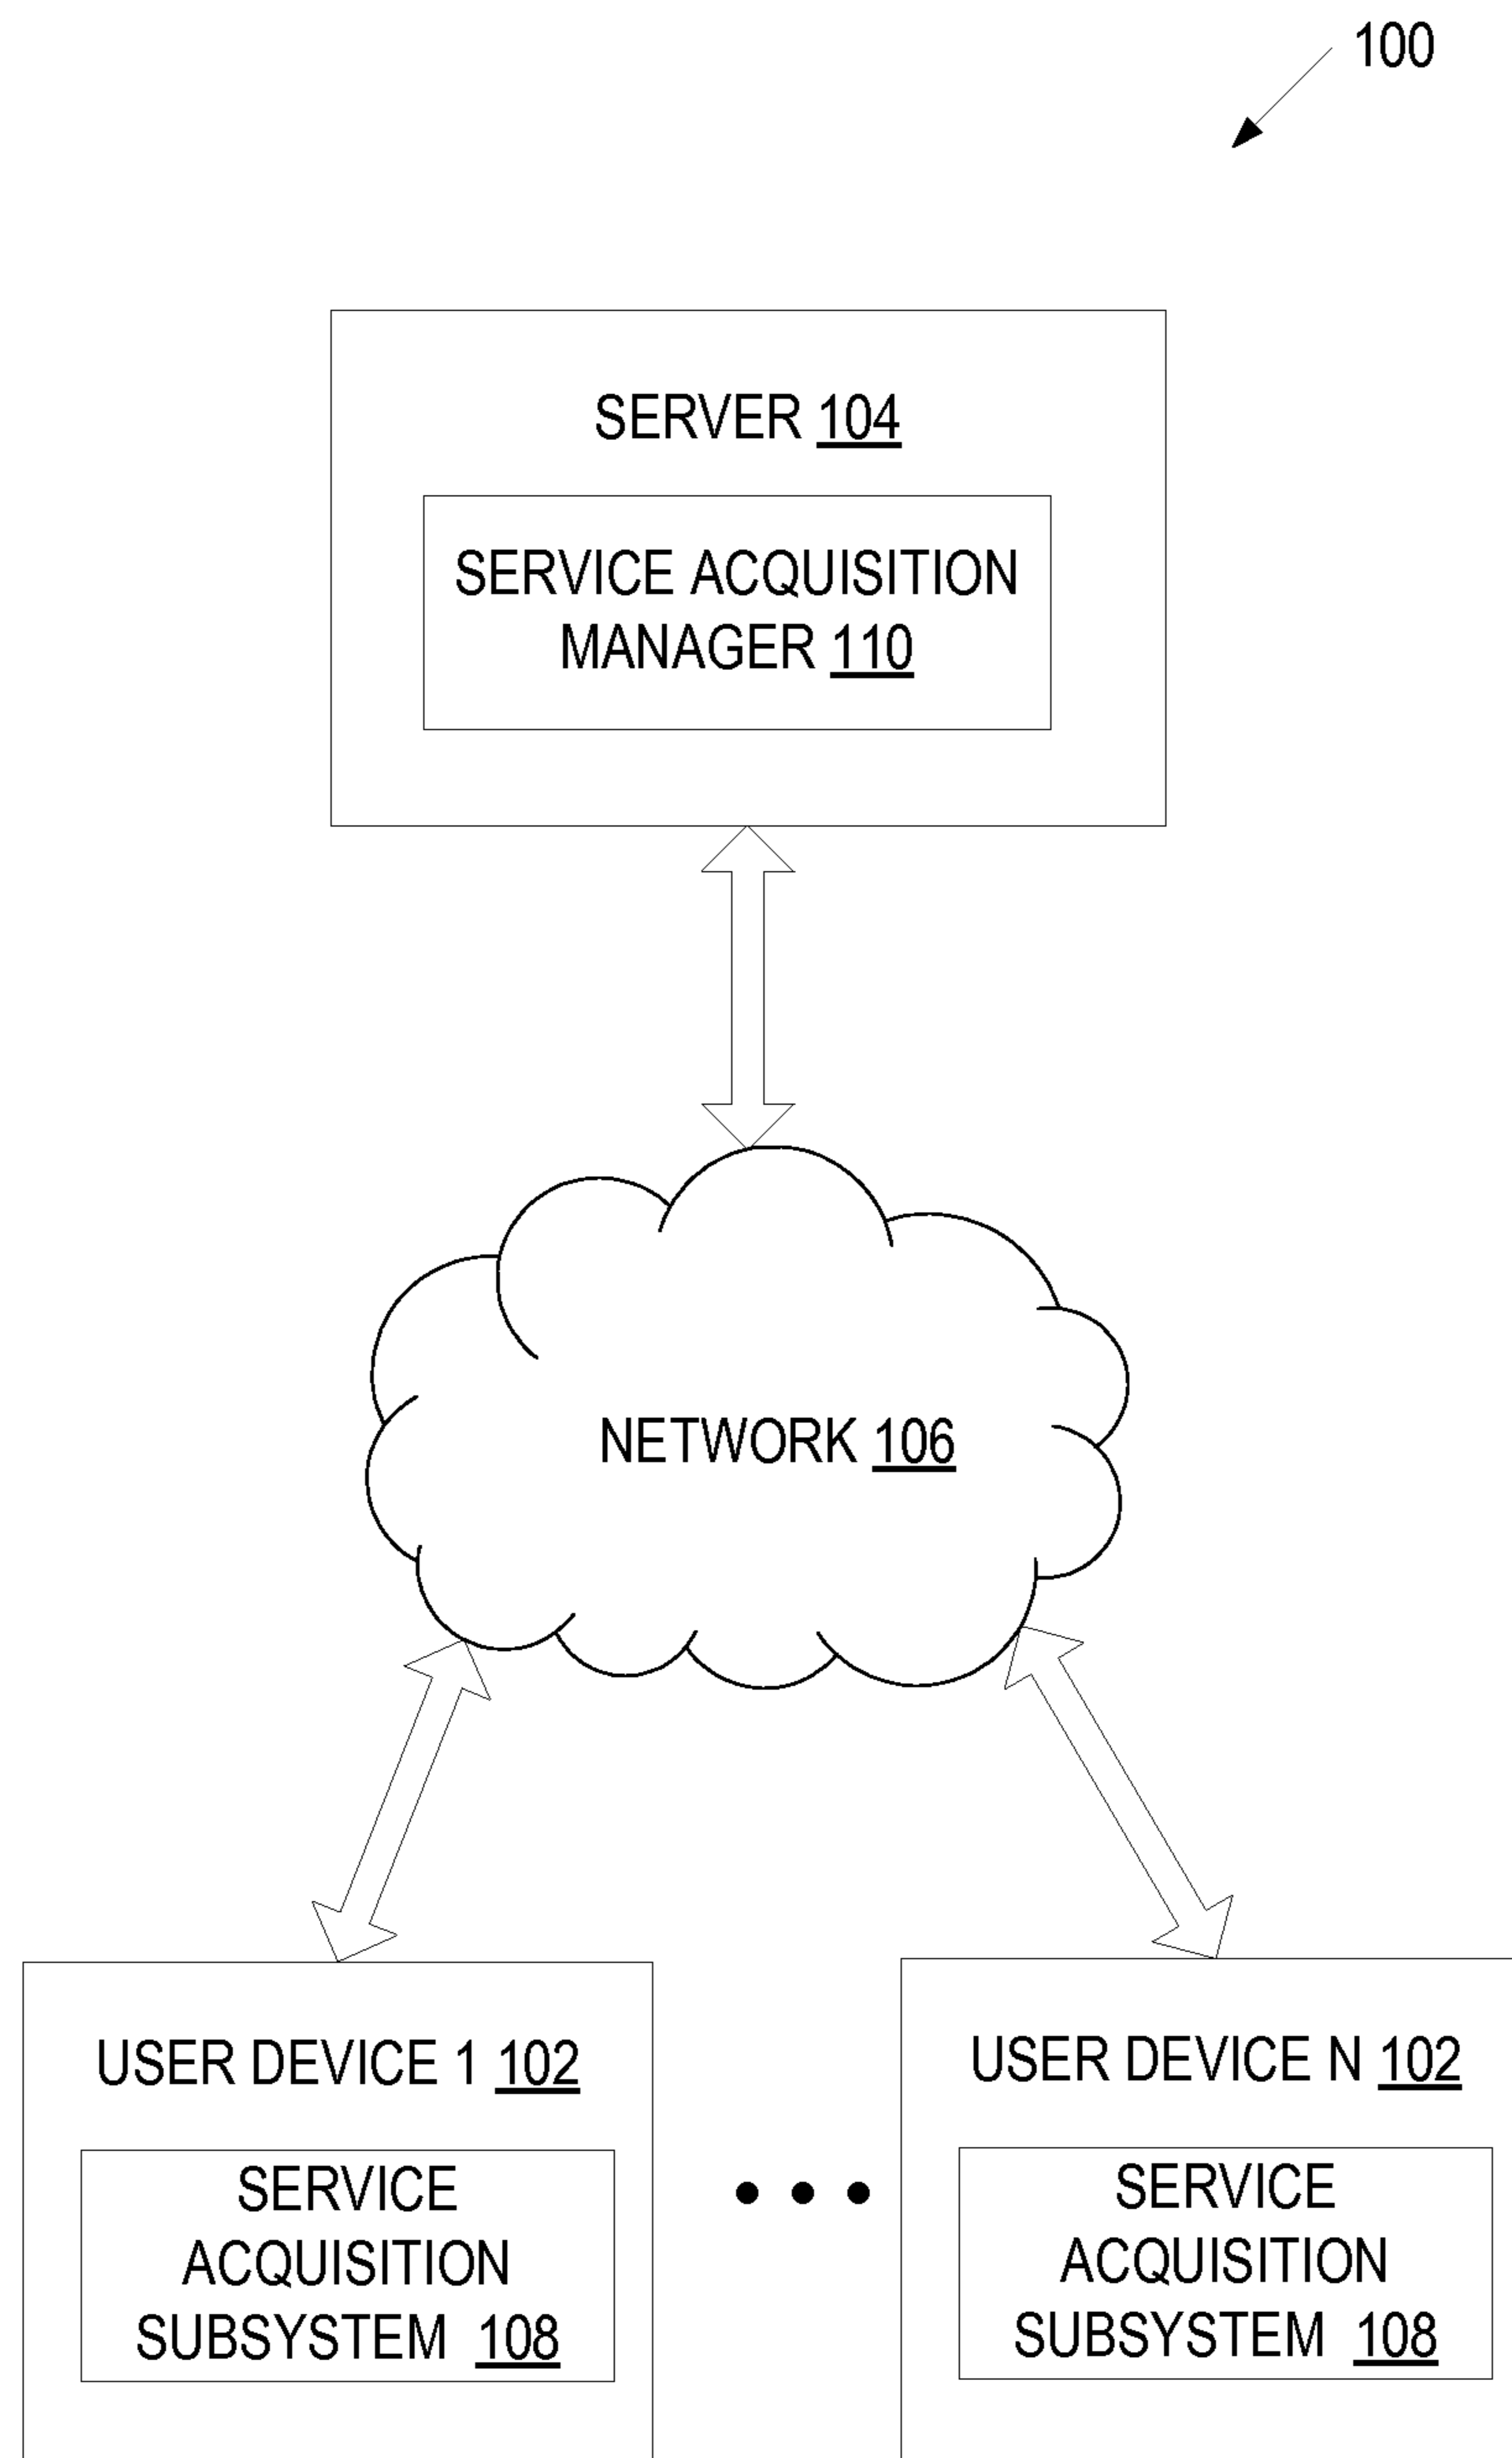 100
SERVER 104
SERVICE ACQUISITION
MANAGER 110
NETWORK 106
USER DEVICE 1 102
SERVICE
ACQUISITION
SUBSYSTEM 108
USER DEVICE N 102
SERVICE
ACQUISITION
SUBSYSTEM 108